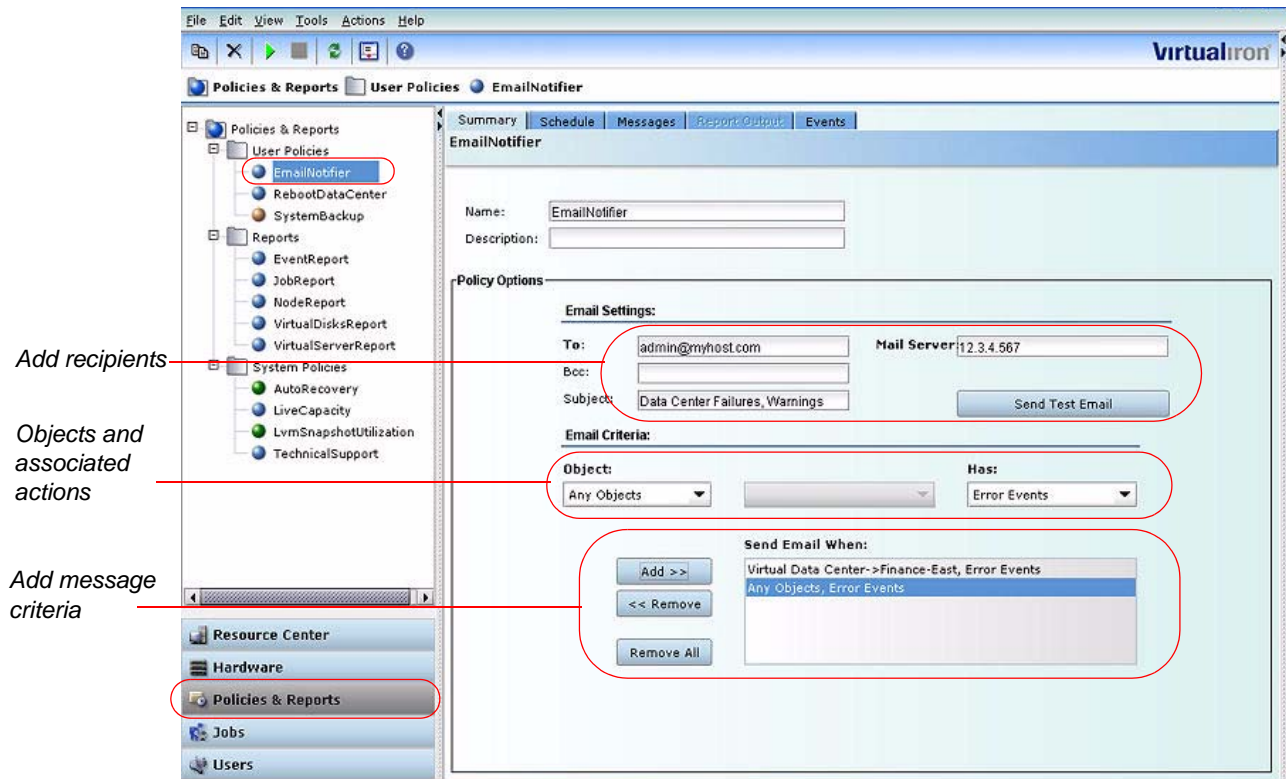 File Edit View Tools Actions Help
VirtualIron
Policies & Reports User Policies EmailNotifier
Policies & Reports
User Policies
EmailNotifier
RebootDataCenter
SystemBackup
Reports
EventReport
JobReport
NodeReport
VirtualDisksReport
VirtualServerReport
System Policies
AutoRecovery
LiveCapacity
LvmSnapshotUtilization
TechnicalSupport
Add recipients
Objects and
associated
actions
Add message
criteria
Resource Center
Hardware
Policies & Reports
Jobs
Users
Summary Schedule Messages Report Output Events
EmailNotifier
Name: EmailNotifier
Description:
Policy Options
Email Settings:
To: admin@myhost.com Mail Server: 12.3.4.567
Bcc:
Subject: Data Center Failures, Warnings Send Test Email
Email Criteria:
Object: Has:
Any Objects Error Events
Send Email When:
Add >> Virtual Data Center->Finance-East, Error Events
Any Objects, Error Events
<< Remove
Remove All